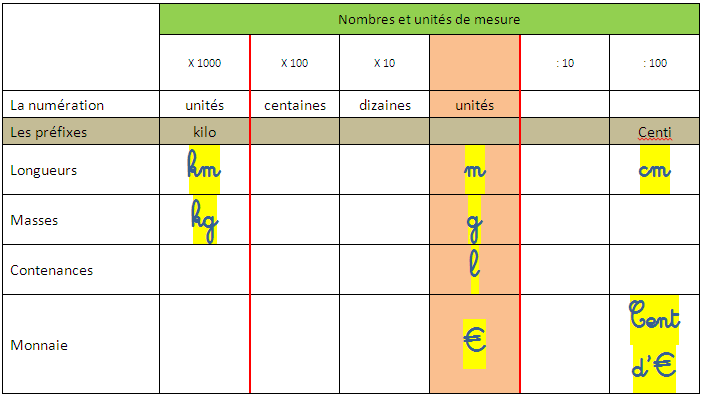 Nombres et unités de mesure
X 1000 X 100 X 10 : 10 : 100
La numération unités centaines dizaines unités
Les préfixes kilo Centi
Longueurs km m cm
Masses kg g
Contenances l
Monnaie € Cent
d'€